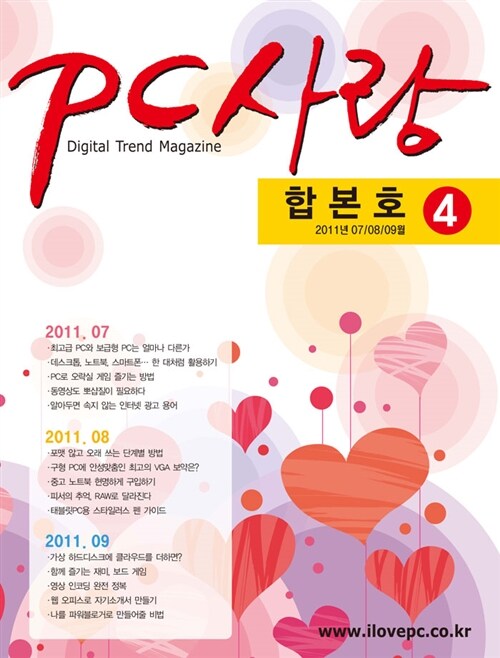 PC사랑
Digital Trend Magazine
합본호 4
2011년 07/08/09월
2011. 07
·최고급 PC와 보급형 PC는 얼마나 다른가
·데스크톱, 노트북, 스마트폰… 한 대처럼 활용하기
·PC로 오락실 게임 즐기는 방법
·동영상도 뽀샵질이 필요하다
·알아두면 속지 않는 인터넷 광고 용어
2011. 08
·포맷 않고 오래 쓰는 단계별 방법
·구형 PC에 안성맞춤인 최고의 VGA 보약은?
·중고 노트북 현명하게 구입하기
·피서의 추억, RAW로 달라진다
·태블릿PC용 스타일러스 펜 가이드
2011. 09
·가상 하드디스크에 클라우드를 더하면?
·함께 즐기는 재미, 보드 게임
·영상 인코딩 완전 정복
·웹 오피스로 자기소개서 만들기
·나를 파워블로거로 만들어줄 비법
www.ilovepc.co.kr